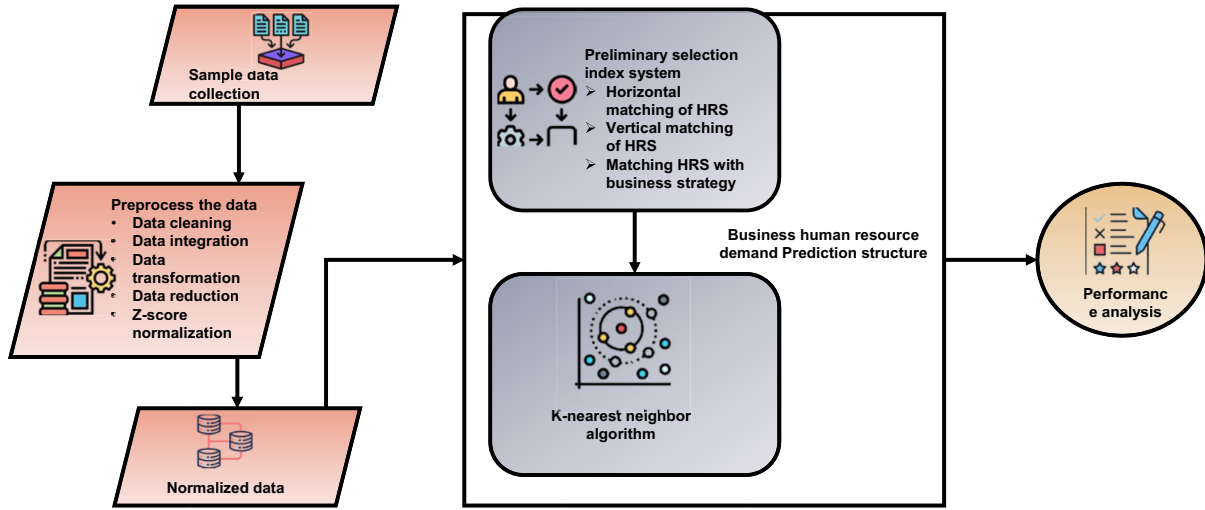 Sample data
collection
Preprocess the data
• Data cleaning
• Data integration
• Data
transformation
• Data reduction
• Z-score
normalization
Normalized data
Preliminary selection
index system
➢ Horizontal
matching of HRS
➢ Vertical matching
of HRS
➢ Matching HRS with
business strategy
Business human resource
demand Prediction structure
K-nearest neighbor
algorithm
Performanc
e analysis